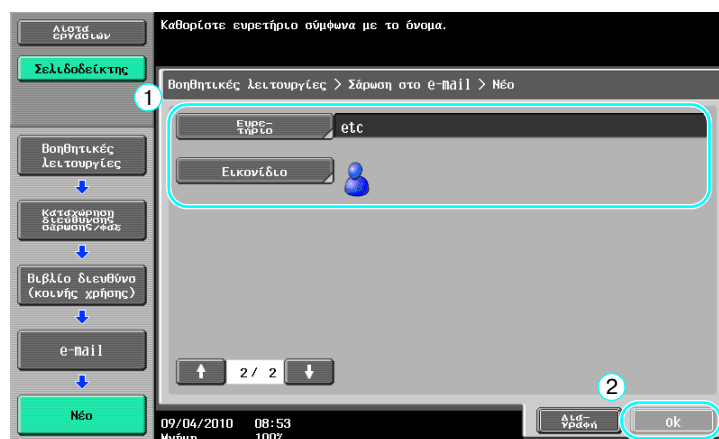 Λίστα
εργασιών
Καθορίστε ευρετήριο σύμφωνα με το όνομα.
Σελιδοδείκτης
Βοηθητικές λειτουργίες > Σάρωση στο e-mail > Νέο
1
Ευρε-
τήριο
etc
Εικονίδιο
Βοηθητικές
λειτουργίες
Καταχώρηση
διεύθυνσης
σάρωσης/φαξ
Βιβλίο διευθύνσ
(κοινής χρήσης)
e-mail
2/ 2
2
Νέο
Δια-
γραφή
ok
09/04/2010 08:53
Μνήμη 100%